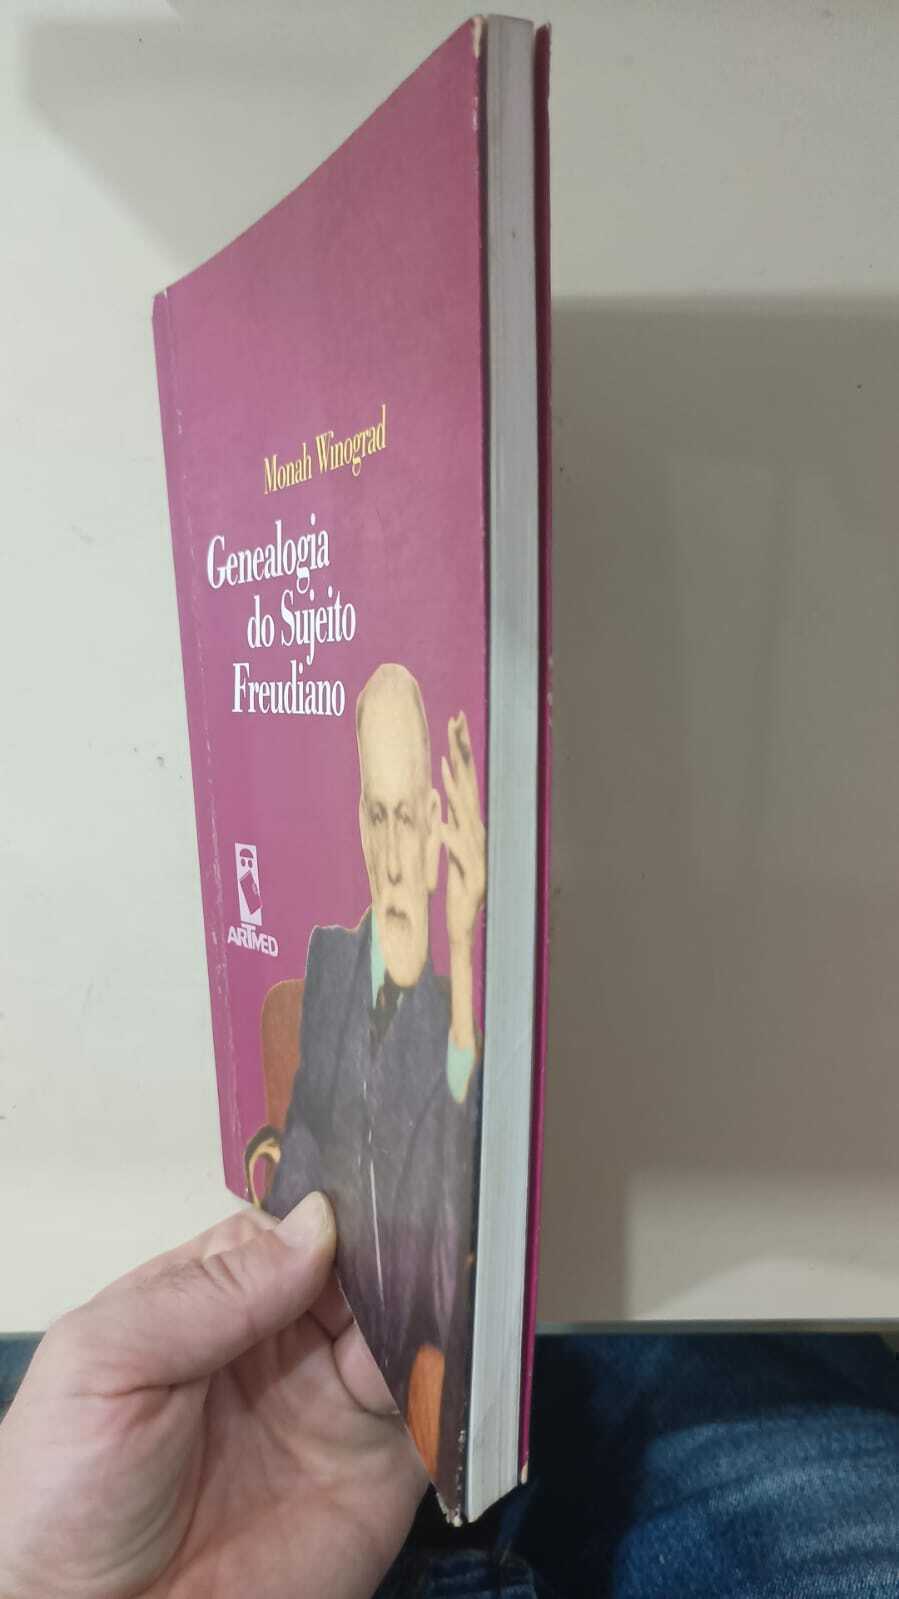 Monah Winograd
Genealogia
do Sujeito
Freudiano
ARTMED